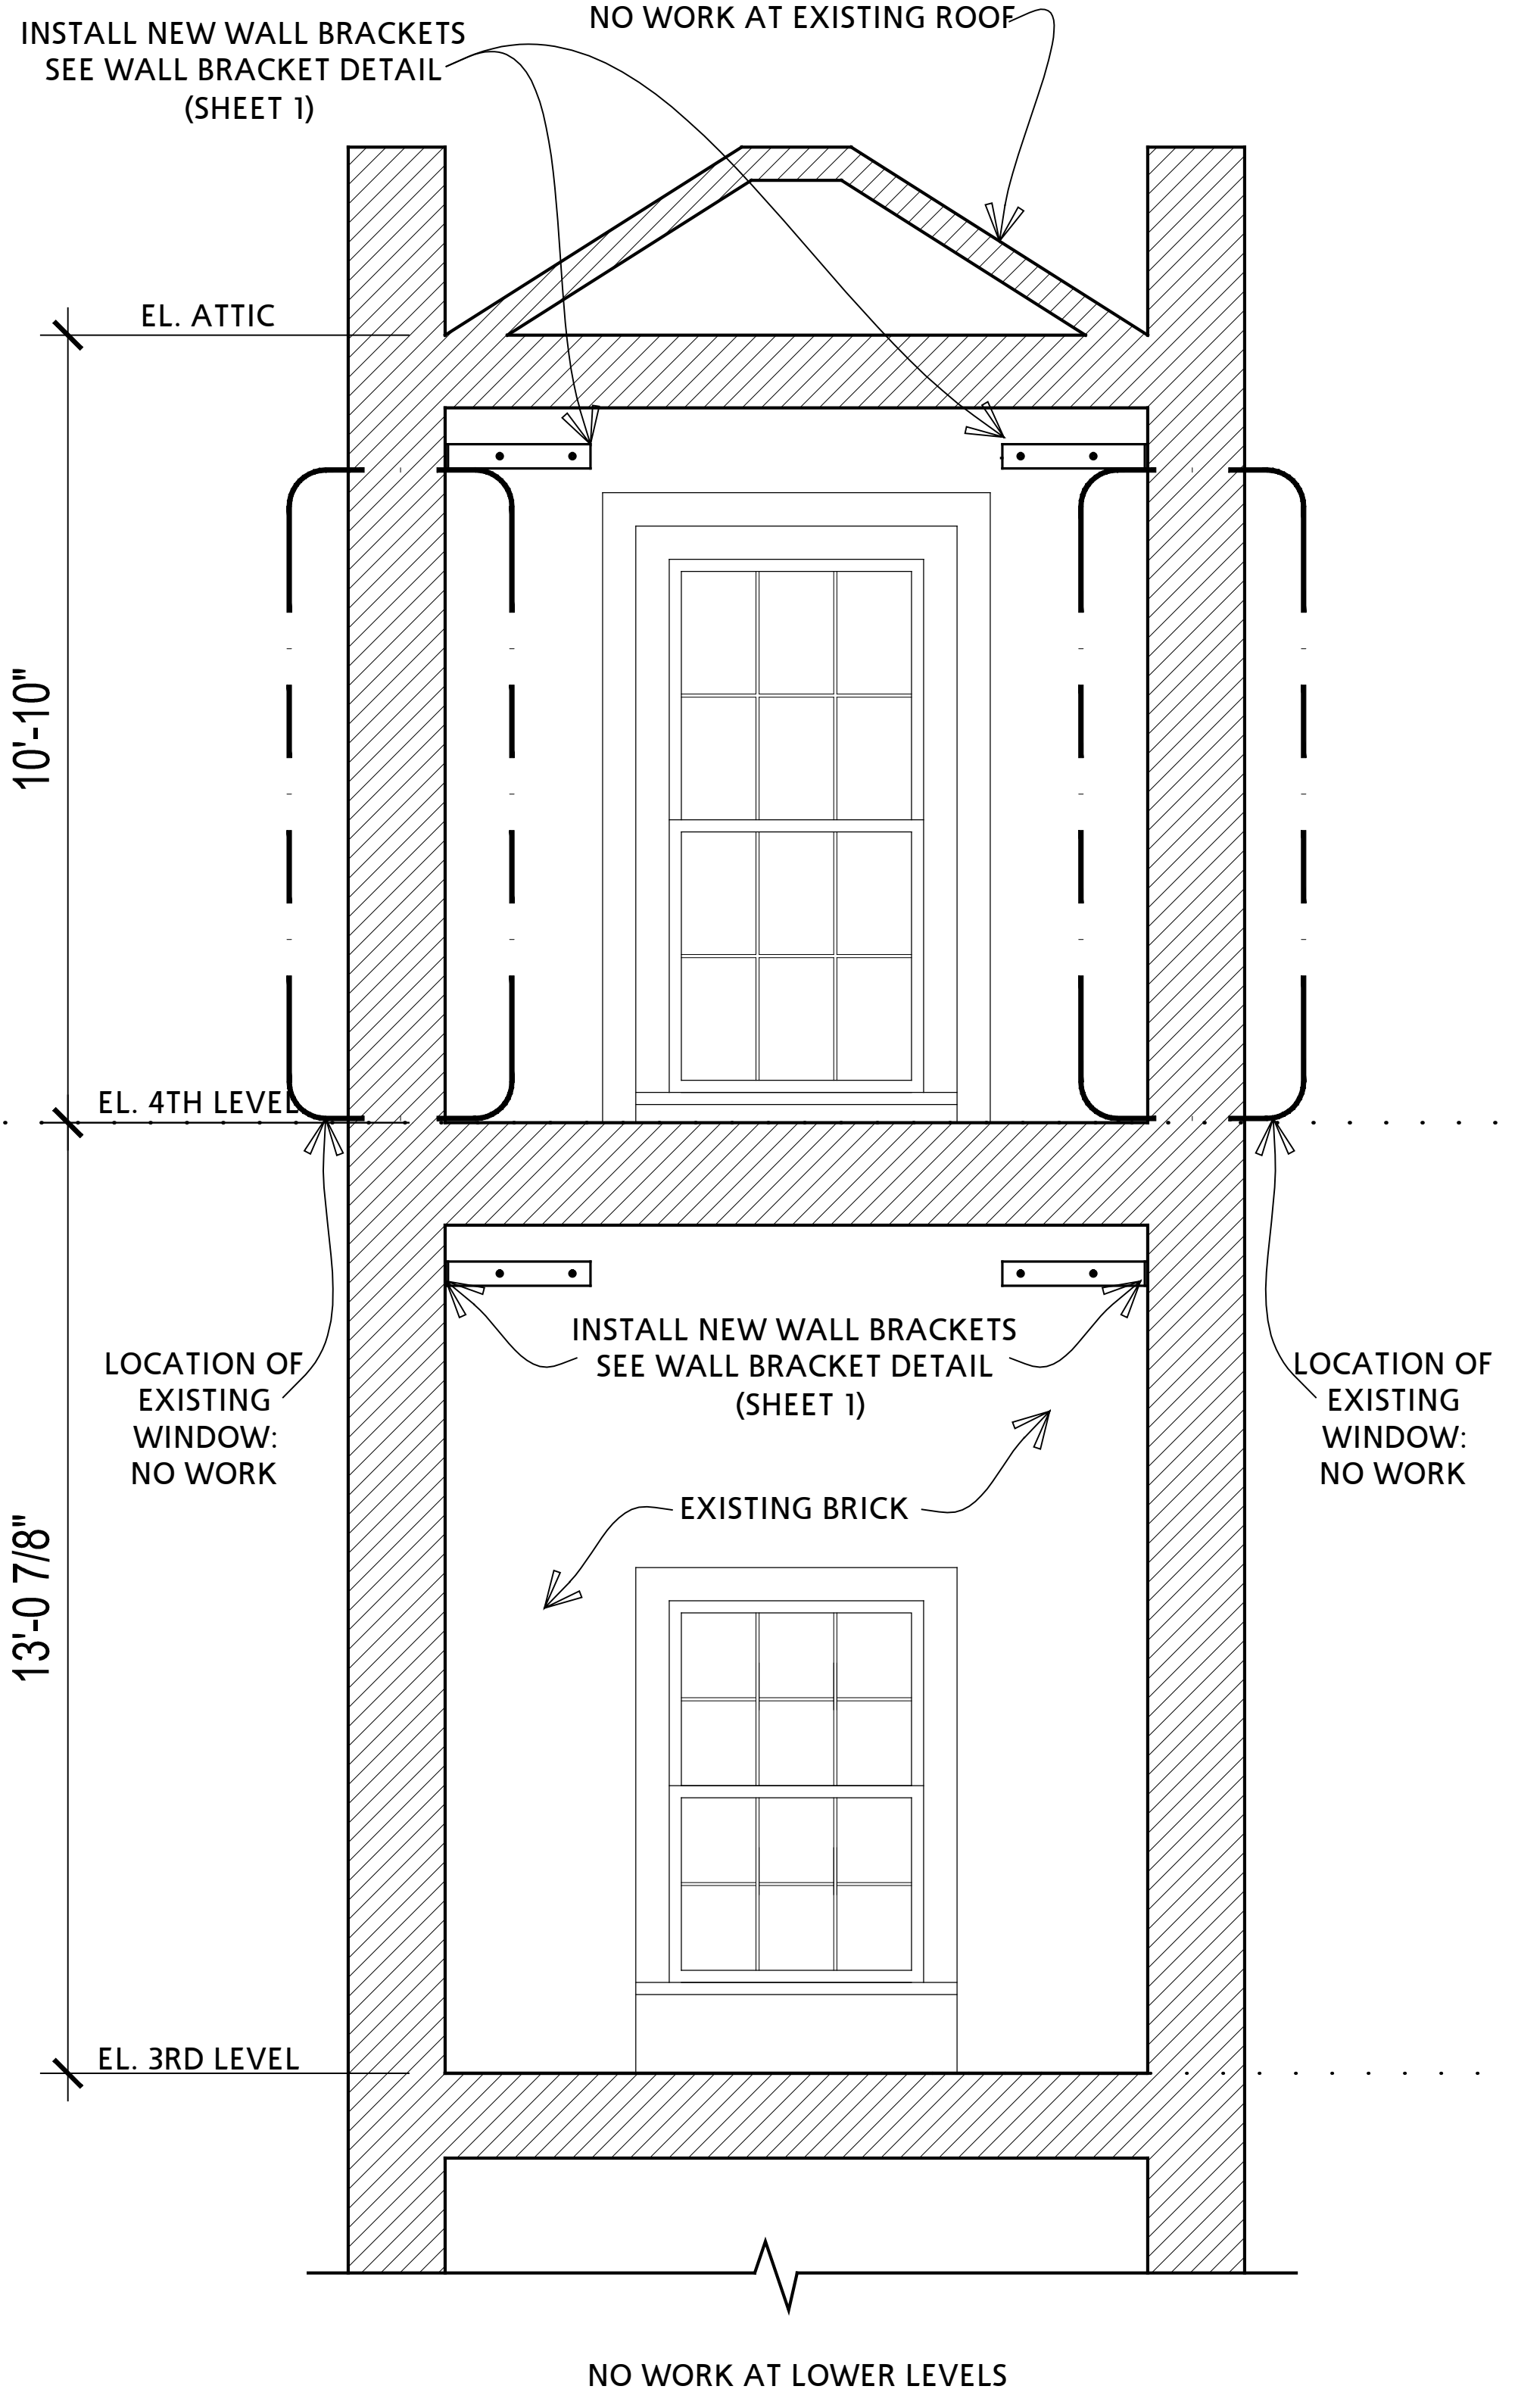 NO WORK AT EXISTING ROOF
INSTALL NEW WALL BRACKETS
SEE WALL BRACKET DETAIL
(SHEET 1)
EL. ATTIC
10'-10"
EL. 4TH LEVEL
INSTALL NEW WALL BRACKETS
SEE WALL BRACKET DETAIL
(SHEET 1)
LOCATION OF
EXISTING
WINDOW:
NO WORK
LOCATION OF
EXISTING
WINDOW:
NO WORK
EXISTING BRICK
13'-0 7/8"
EL. 3RD LEVEL
NO WORK AT LOWER LEVELS